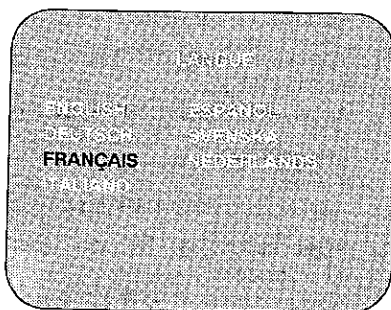 LANGUE
ENGLISH ESPAÑOL
DEUTSCH SVENSKA
FRANÇAIS NEDERLANDS
ITALIANO